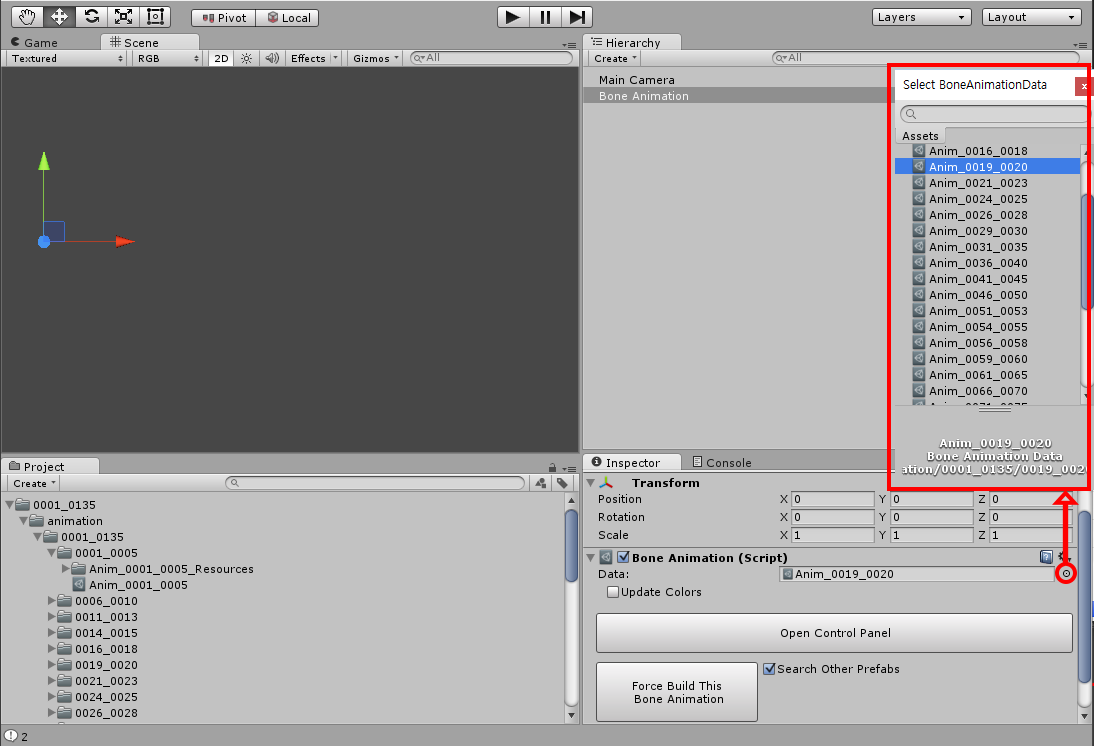 Pivot Local Layers Layout
Game Scene Hierarchy
Textured RGB 2D Effects Gizmos All Create All
Main Camera
Bone Animation
Select BoneAnimationData
x
Assets
Anim_0016_0018
Anim_0019_0020
Anim_0021_0023
Anim_0024_0025
Anim_0026_0028
Anim_0029_0030
Anim_0031_0035
Anim_0036_0040
Anim_0041_0045
Anim_0046_0050
Anim_0051_0053
Anim_0054_0055
Anim_0056_0058
Anim_0059_0060
Anim_0061_0065
Anim_0066_0070
Anim_0071_0075
Anim_0019_0020
Bone Animation Data
ation/0001_0135/0019_002
Project
Create
0001_0135
animation
0001_0135
0001_0005
Anim_0001_0005_Resources
Anim_0001_0005
0006_0010
0011_0013
0014_0015
0016_0018
0019_0020
0021_0023
0024_0025
0026_0028
Inspector Console
Transform
Position X 0 Y 0 Z 0
Rotation X 0 Y 0 Z 0
Scale X 1 Y 1 Z 1
Bone Animation (Script)
Data: Anim_0019_0020
Update Colors
Open Control Panel
Force Build This
Bone Animation
Search Other Prefabs
2